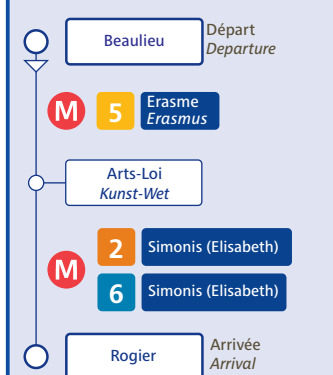 Beaulieu
Départ
Departure
M 5 Erasme
Erasmus
Arts-Loi
Kunst-Wet
M
2 Simonis (Elisabeth)
6 Simonis (Elisabeth)
Rogier
Arrivée
Arrival